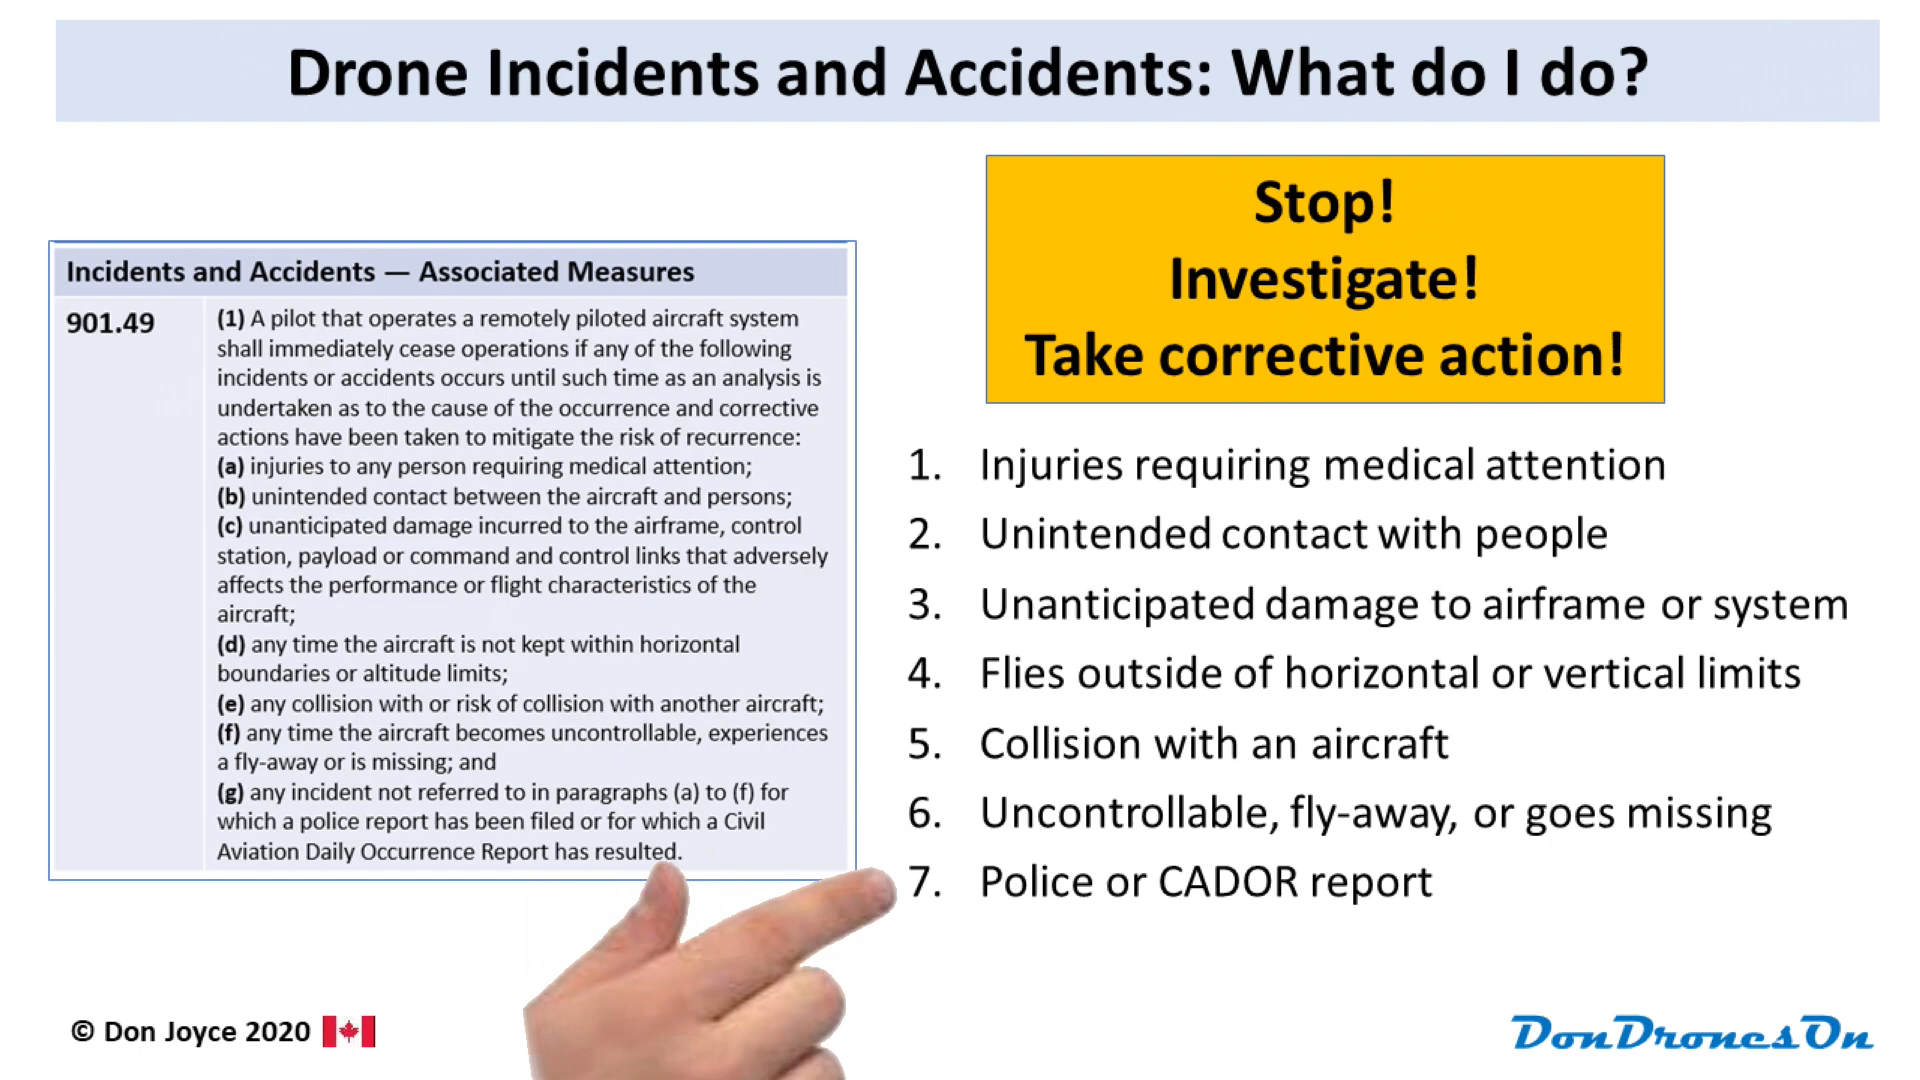 Drone Incidents and Accidents: What do I do?
Incidents and Accidents — Associated Measures
901.49
(1) A pilot that operates a remotely piloted aircraft system
shall immediately cease operations if any of the following
incidents or accidents occurs until such time as an analysis is
undertaken as to the cause of the occurrence and corrective
actions have been taken to mitigate the risk of recurrence:
(a) injuries to any person requiring medical attention;
(b) unintended contact between the aircraft and persons;
(c) unanticipated damage incurred to the airframe, control
station, payload or command and control links that adversely
affects the performance or flight characteristics of the
aircraft;
(d) any time the aircraft is not kept within horizontal
boundaries or altitude limits;
(e) any collision with or risk of collision with another aircraft;
(f) any time the aircraft becomes uncontrollable, experiences
a fly-away or is missing; and
(g) any incident not referred to in paragraphs (a) to (f) for
which a police report has been filed or for which a Civil
Aviation Daily Occurrence Report has resulted.
Stop!
Investigate!
Take corrective action!
1. Injuries requiring medical attention
2. Unintended contact with people
3. Unanticipated damage to airframe or system
4. Flies outside of horizontal or vertical limits
5. Collision with an aircraft
6. Uncontrollable, fly-away, or goes missing
7. Police or CADOR report
© Don Joyce 2020
DonDronesOn